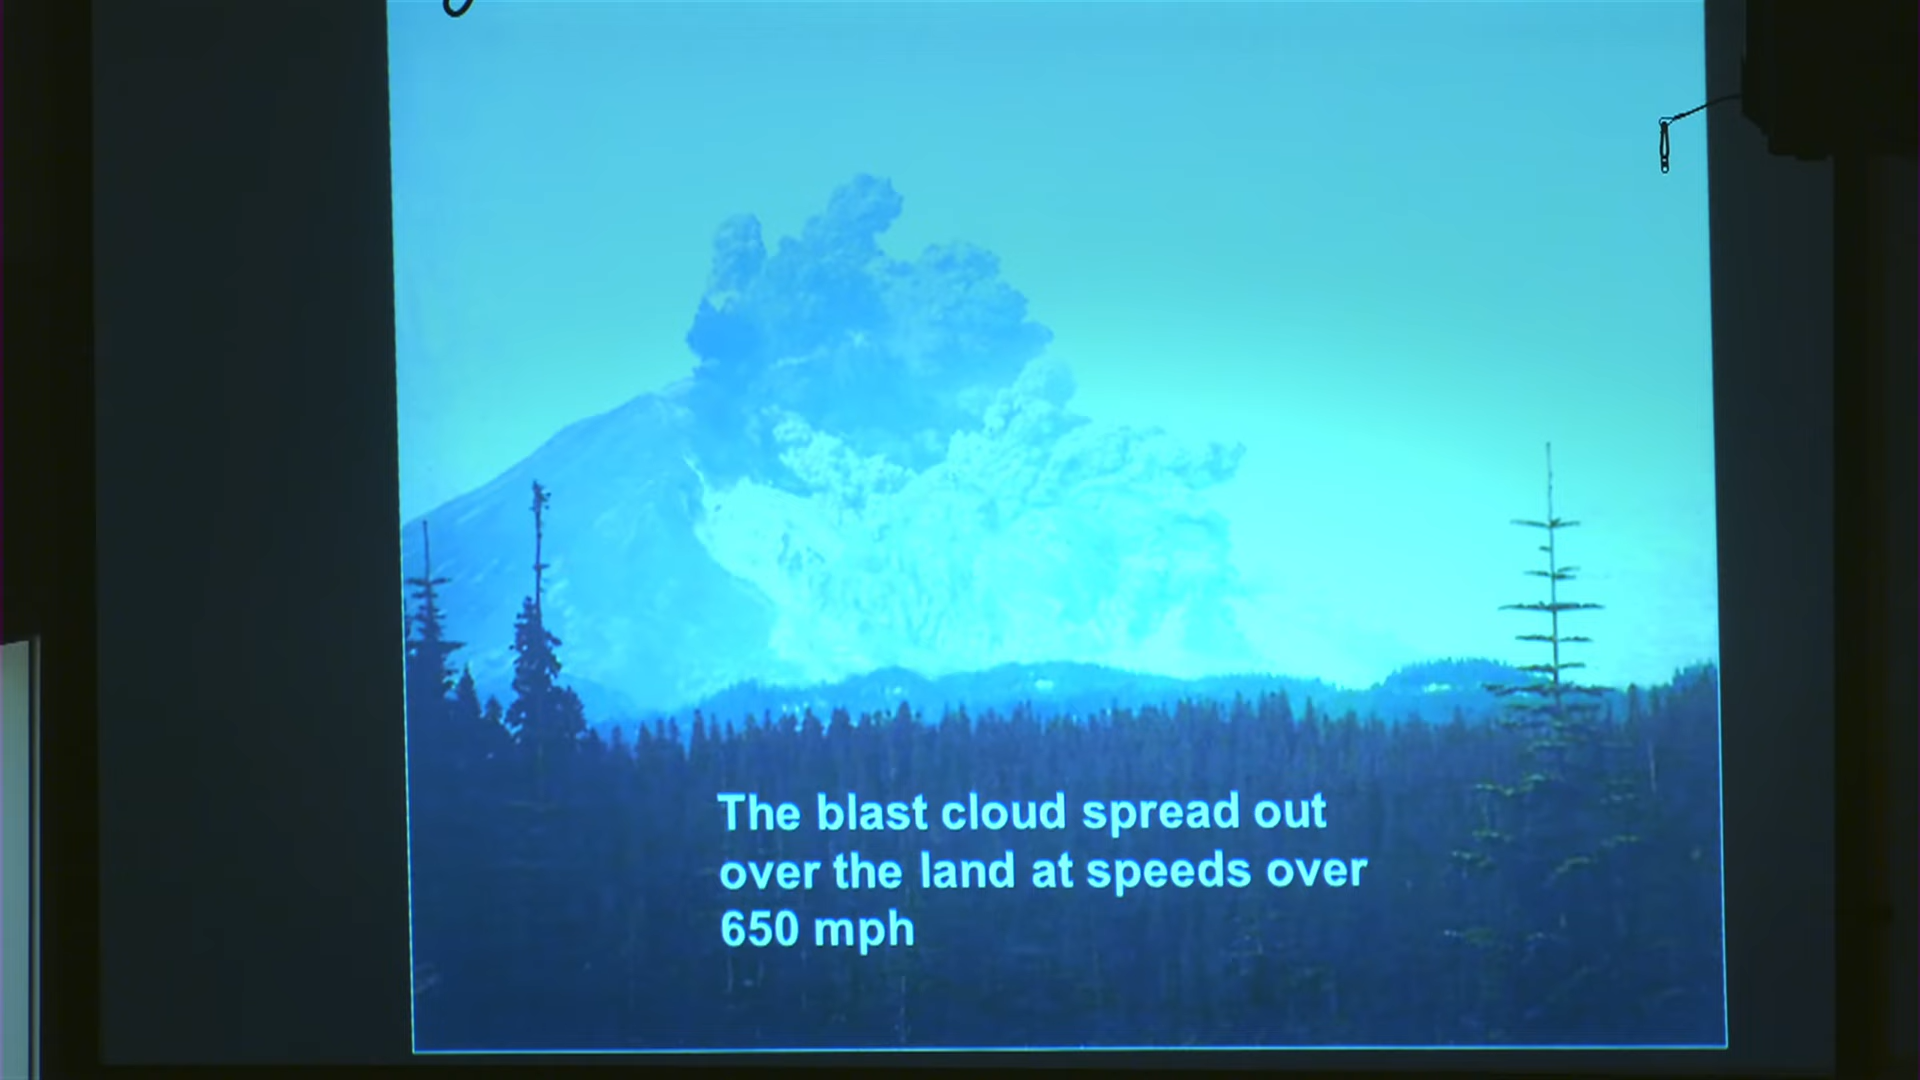 The blast cloud spread out
over the land at speeds over
650 mph